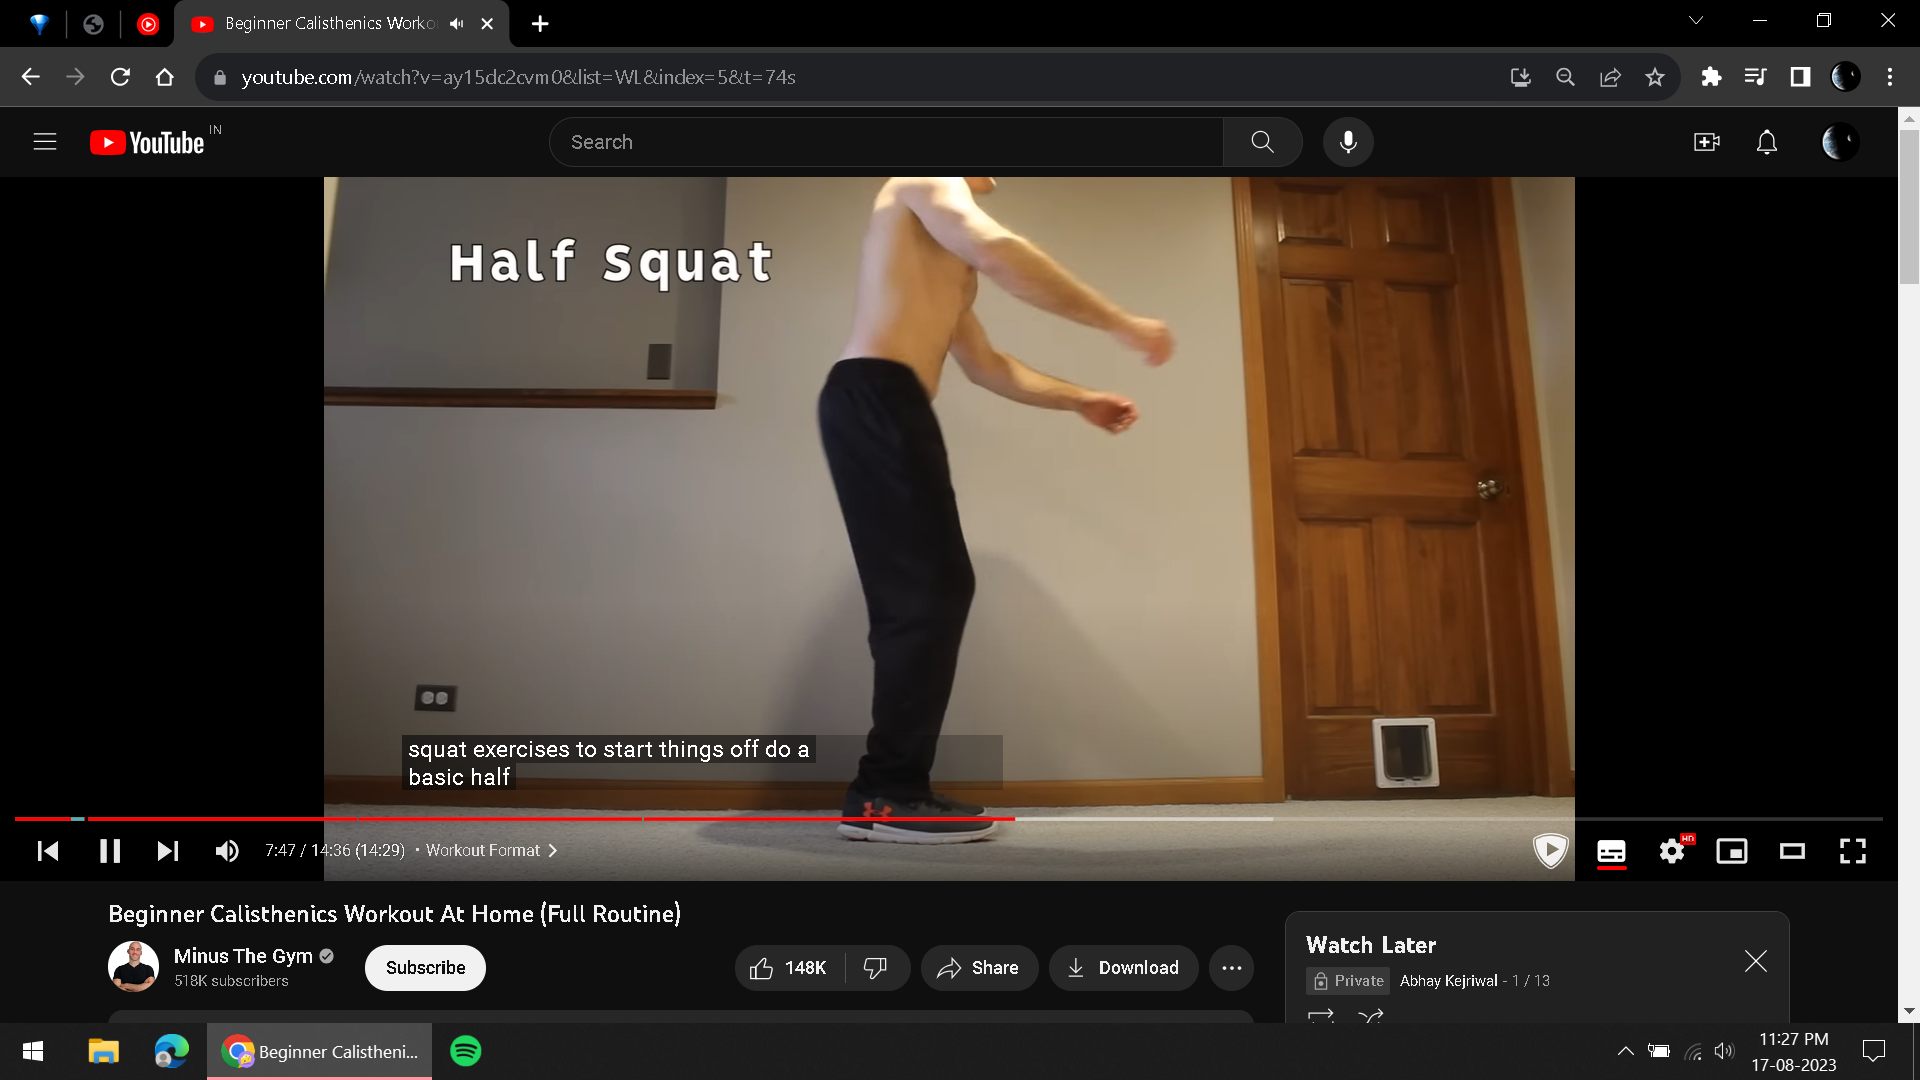 Beginner Calisthenics Worko
youtube.com/watch?v=ay15dc2cvm0&list=WL&index=5&t=74s
YouTube IN
Search
Half Squat
squat exercises to start things off do a
basic half
7:47 / 14:36 (14:29) • Workout Format
HD
Beginner Calisthenics Workout At Home (Full Routine)
Minus The Gym
518K subscribers
Subscribe
148K
Share
Download
Watch Later
Private Abhay Kejriwal - 1 / 13
Beginner Calistheni...
11:27 PM
17-08-2023